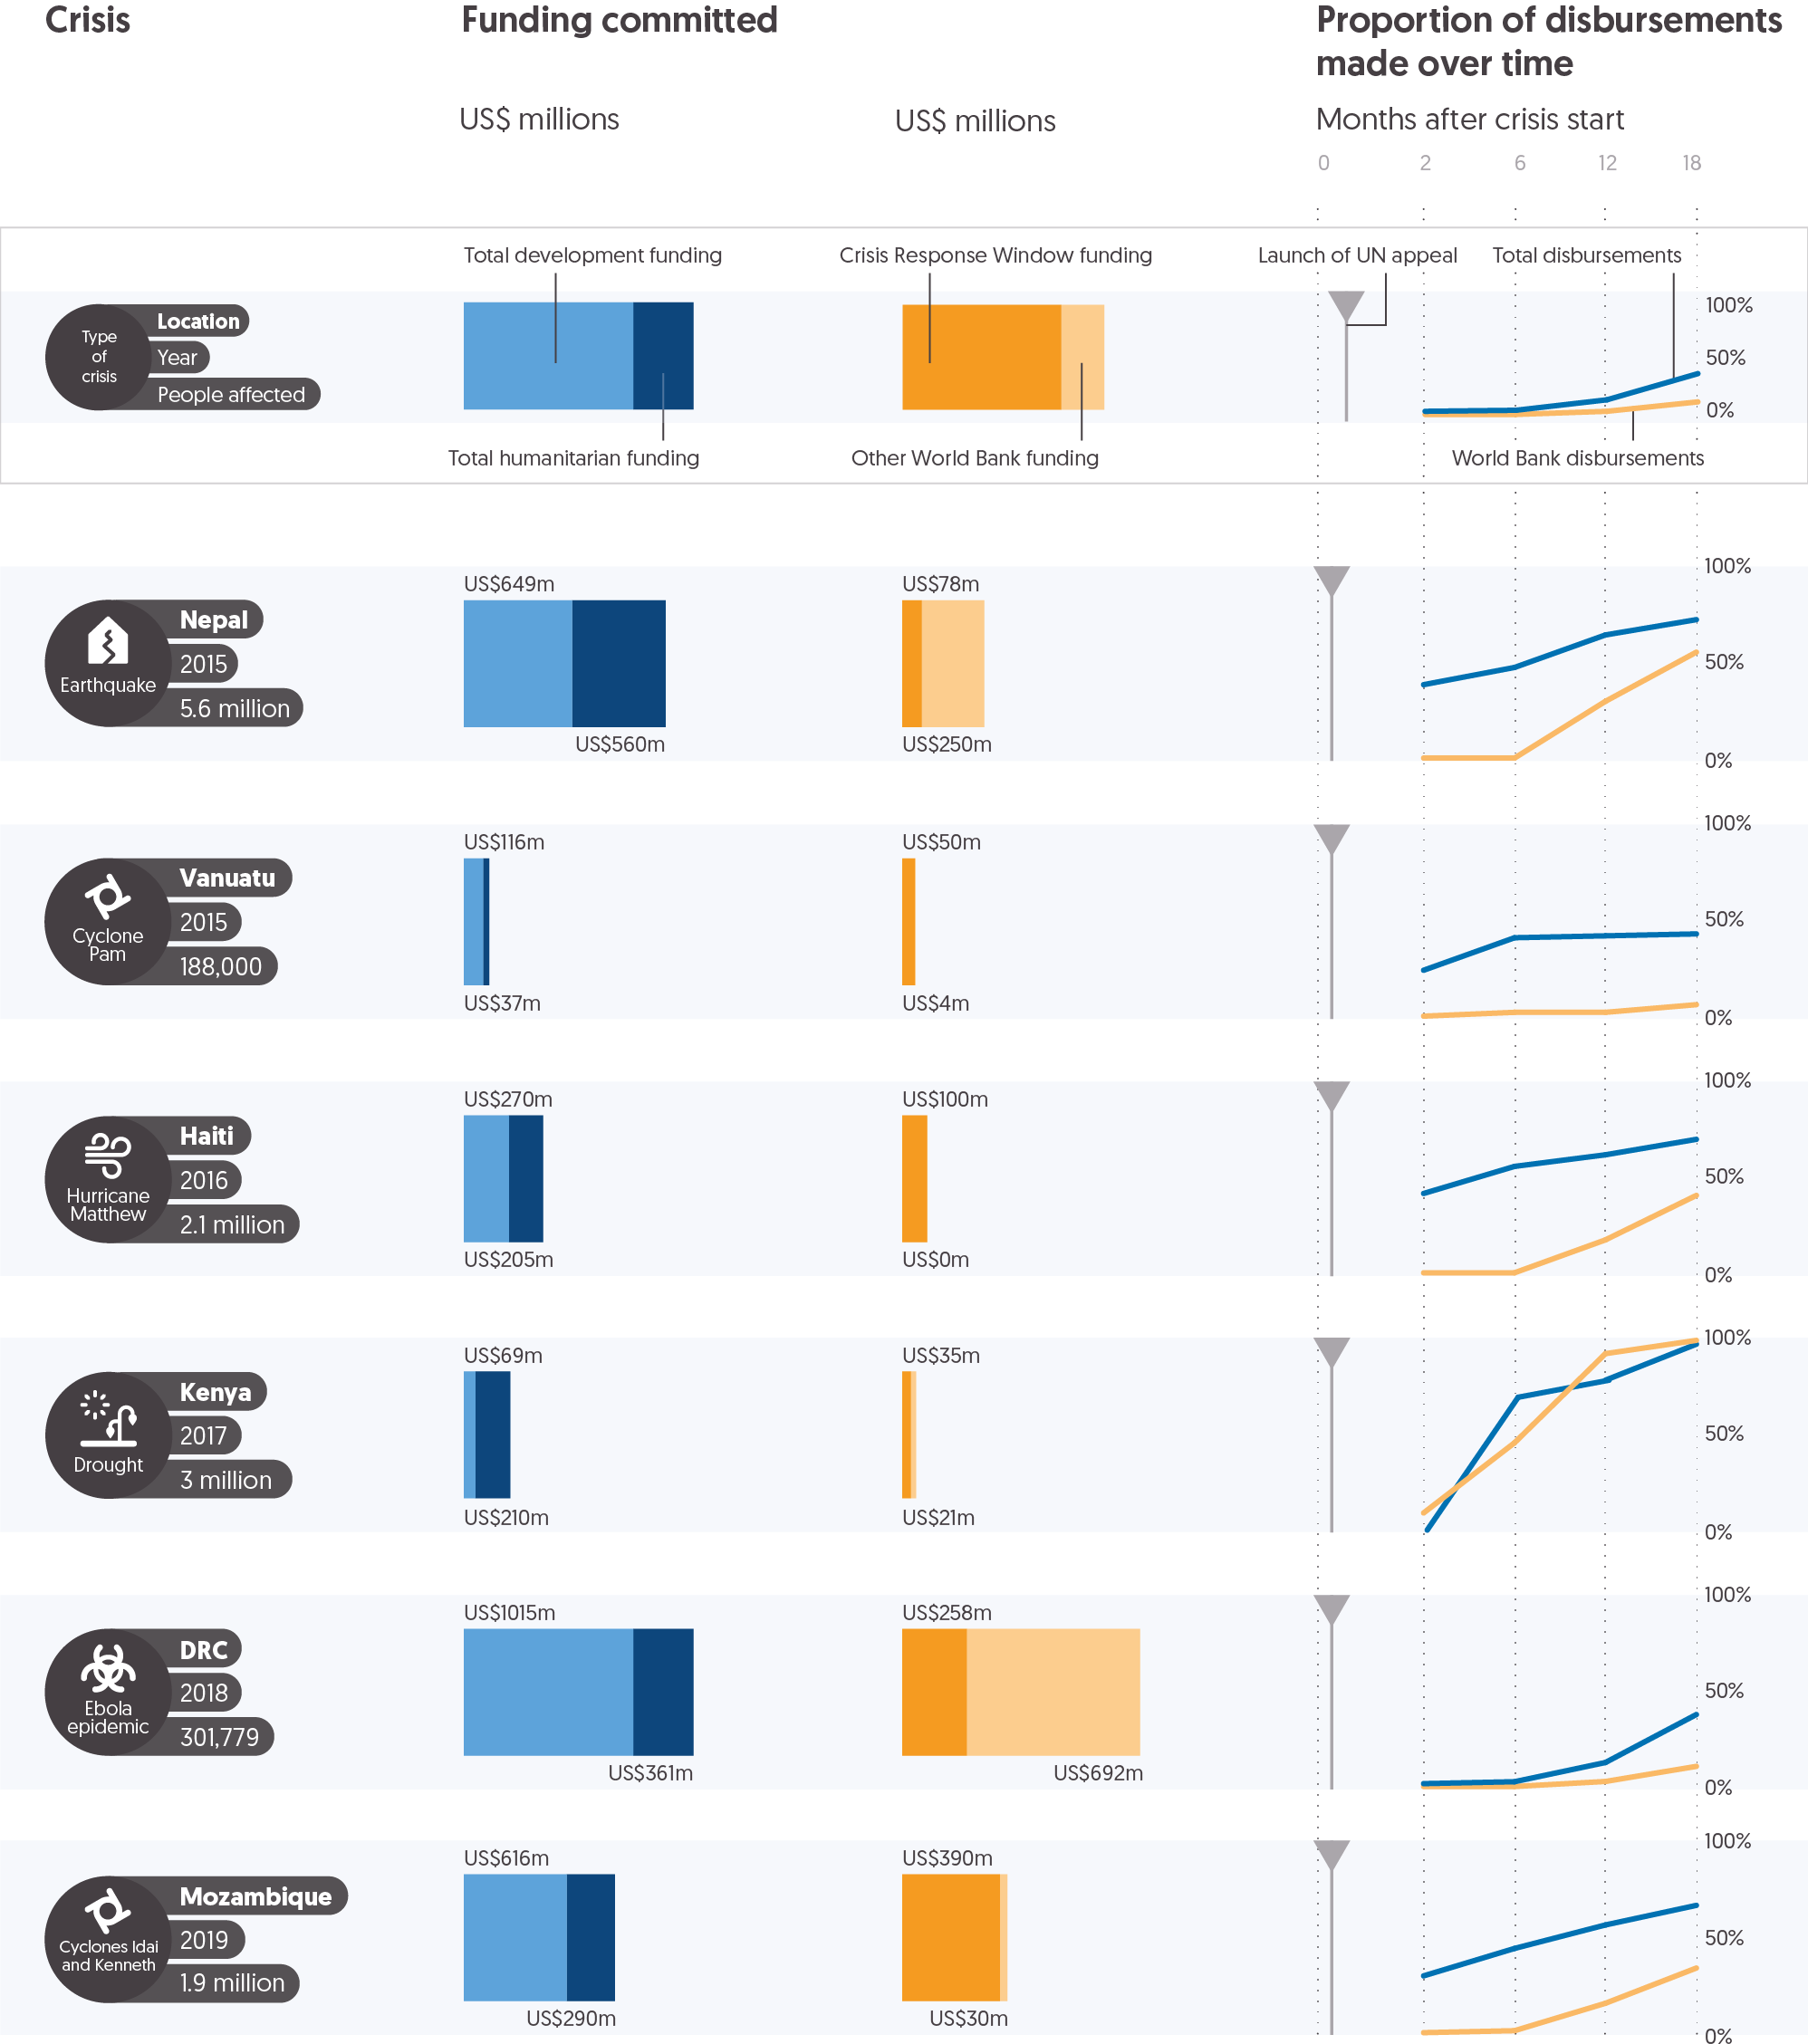 Crisis
Funding committed
Proportion of disbursements
made over time
US$ millions
US$ millions
Months after crisis start
0 2 6 12 18
Total development funding
Crisis Response Window funding
Launch of UN appeal
Total disbursements
Type
of
crisis
Location
Year
People affected
100%
50%
0%
Total humanitarian funding
Other World Bank funding
World Bank disbursements
Earthquake
Nepal
2015
5.6 million
US$649m
US$560m
US$78m
US$250m
100%
50%
0%
Cyclone
Pam
Vanuatu
2015
188,000
US$116m
US$37m
US$50m
US$4m
100%
50%
0%
Hurricane
Matthew
Haiti
2016
2.1 million
US$270m
US$205m
US$100m
US$0m
100%
50%
0%
Drought
Kenya
2017
3 million
US$69m
US$210m
US$35m
US$21m
100%
50%
0%
Ebola
epidemic
DRC
2018
301,779
US$1015m
US$361m
US$258m
US$692m
100%
50%
0%
Cyclones Idai
and Kenneth
Mozambique
2019
1.9 million
US$616m
US$290m
US$390m
US$30m
100%
50%
0%